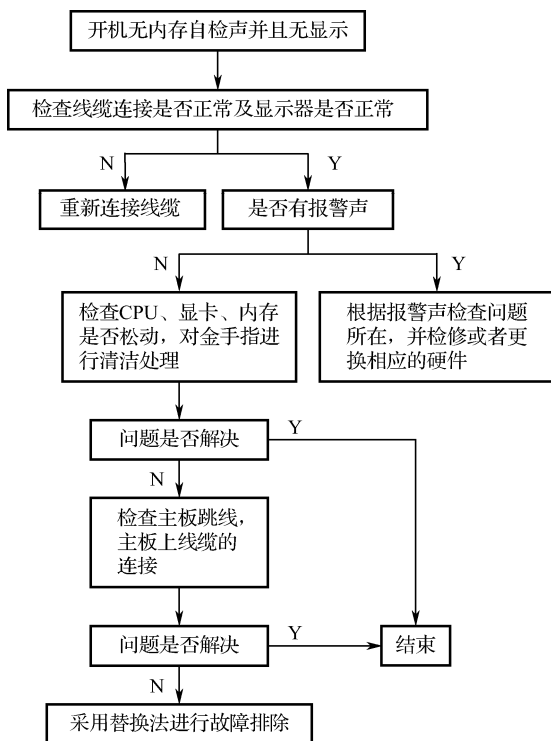 开机无内存自检声并且无显示
检查线缆连接是否正常及显示器是否正常
N
Y
重新连接线缆
是否有报警声
N
Y
检查CPU、显卡、内存
是否松动，对金手指进
行清洁处理
根据报警声检查问题
所在，并检修或者更
换相应的硬件
问题是否解决
Y
N
检查主板跳线，
主板上线缆的
连接
问题是否解决
Y
结束
N
采用替换法进行故障排除